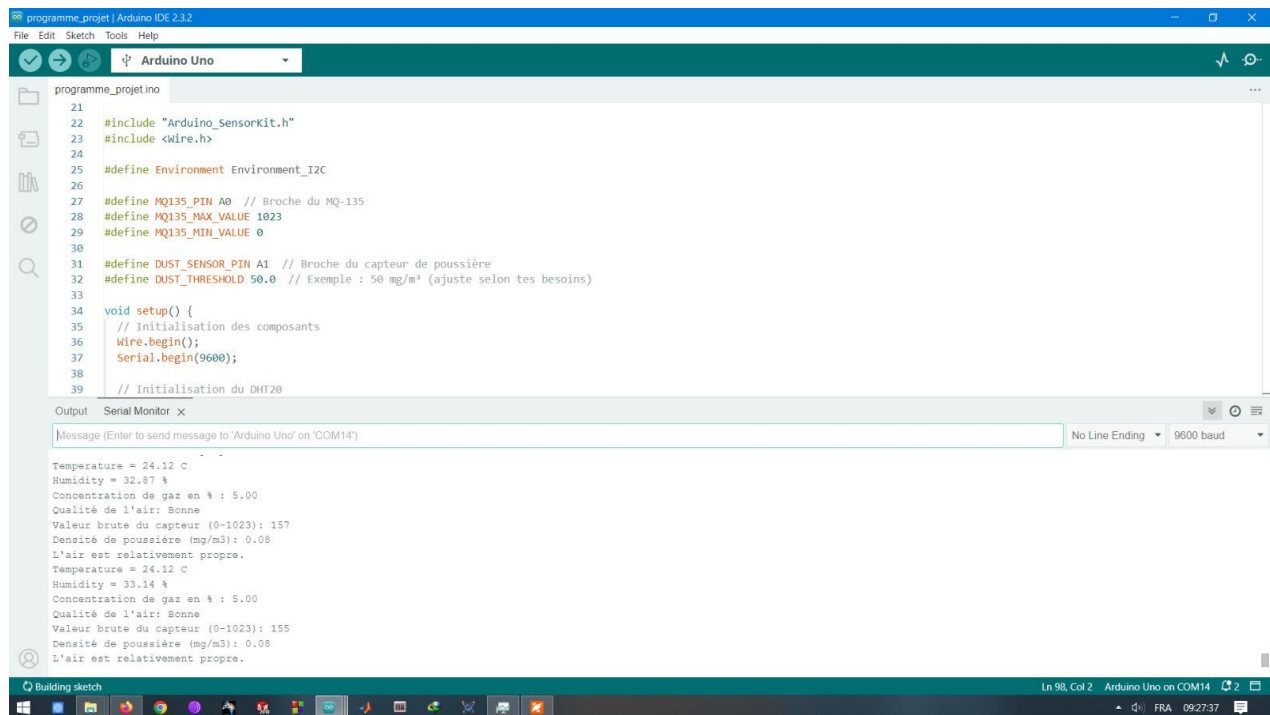 programme_projet | Arduino IDE 2.3.2
File Edit Sketch Tools Help
Arduino Uno
programme_projet.ino
21
22 #include "Arduino_SensorKit.h"
23 #include <Wire.h>
24
25 #define Environment Environment_I2C
26
27 #define MQ135_PIN A0 // Broche du MQ-135
28 #define MQ135_MAX_VALUE 1023
29 #define MQ135_MIN_VALUE 0
30
31 #define DUST_SENSOR_PIN A1 // Broche du capteur de poussière
32 #define DUST_THRESHOLD 50.0 // Exemple : 50 mg/m³ (ajuste selon tes besoins)
33
34 void setup() {
35 // Initialisation des composants
36 Wire.begin();
37 Serial.begin(9600);
38
39 // Initialisation du DHT20
Output Serial Monitor
Message (Enter to send message to 'Arduino Uno' on 'COM14')
No Line Ending 9600 baud
Temperature = 24.12 C
Humidity = 32.87 %
Concentration de gaz en % : 5.00
Qualité de l'air: Bonne
Valeur brute du capteur (0-1023): 157
Densité de poussière (mg/m3): 0.08
L'air est relativement propre.
Temperature = 24.12 C
Humidity = 33.14 %
Concentration de gaz en % : 5.00
Qualité de l'air: Bonne
Valeur brute du capteur (0-1023): 155
Densité de poussière (mg/m3): 0.08
L'air est relativement propre.
Building sketch
Ln 98, Col 2 Arduino Uno on COM14 2
FRA 09:27:37